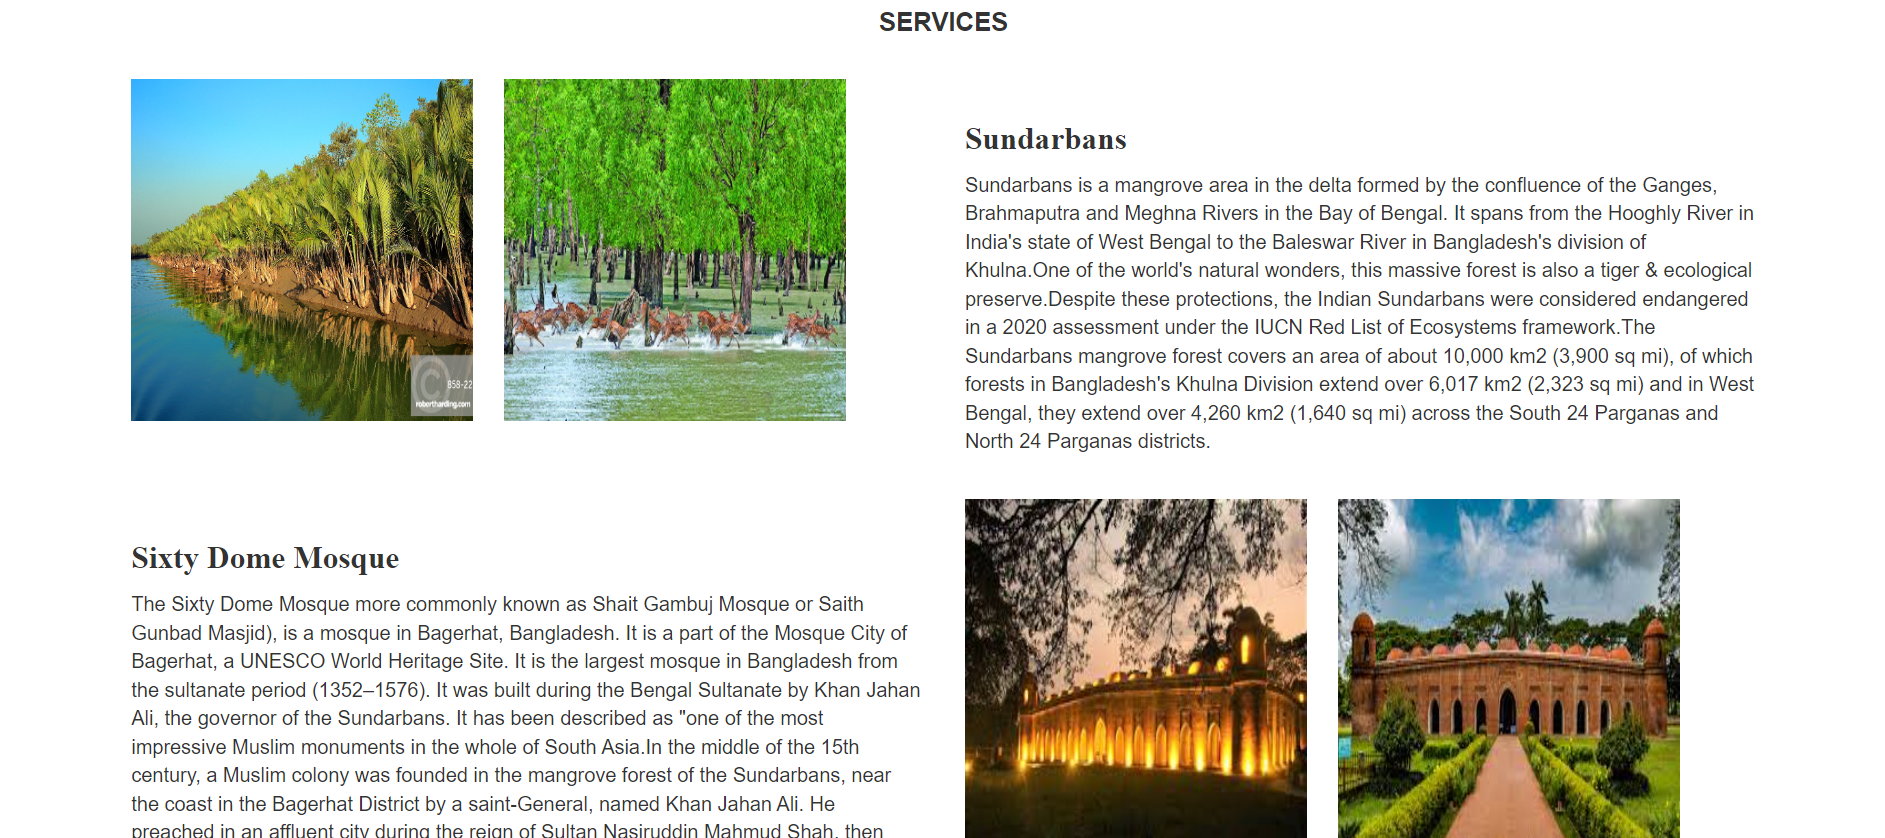 SERVICES
858-22
robertharding.com
Sundarbans
Sundarbans is a mangrove area in the delta formed by the confluence of the Ganges,
Brahmaputra and Meghna Rivers in the Bay of Bengal. It spans from the Hooghly River in
India's state of West Bengal to the Baleswar River in Bangladesh's division of
Khulna.One of the world's natural wonders, this massive forest is also a tiger & ecological
preserve.Despite these protections, the Indian Sundarbans were considered endangered
in a 2020 assessment under the IUCN Red List of Ecosystems framework.The
Sundarbans mangrove forest covers an area of about 10,000 km2 (3,900 sq mi), of which
forests in Bangladesh's Khulna Division extend over 6,017 km2 (2,323 sq mi) and in West
Bengal, they extend over 4,260 km2 (1,640 sq mi) across the South 24 Parganas and
North 24 Parganas districts.
Sixty Dome Mosque
The Sixty Dome Mosque more commonly known as Shait Gambuj Mosque or Saith
Gunbad Masjid), is a mosque in Bagerhat, Bangladesh. It is a part of the Mosque City of
Bagerhat, a UNESCO World Heritage Site. It is the largest mosque in Bangladesh from
the sultanate period (1352–1576). It was built during the Bengal Sultanate by Khan Jahan
Ali, the governor of the Sundarbans. It has been described as "one of the most
impressive Muslim monuments in the whole of South Asia.In the middle of the 15th
century, a Muslim colony was founded in the mangrove forest of the Sundarbans, near
the coast in the Bagerhat District by a saint-General, named Khan Jahan Ali. He
preached in an affluent city during the reign of Sultan Nasiruddin Mahmud Shah, then